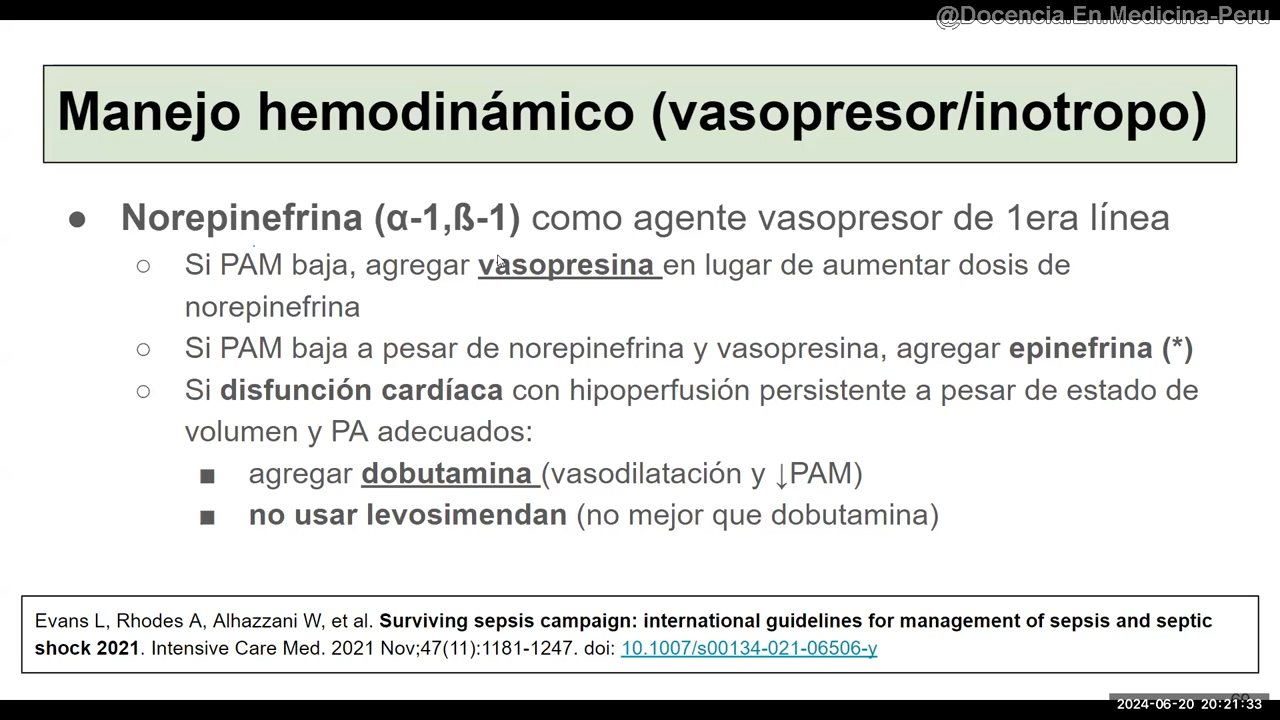 @Docencia.En.Medicina-Peru
Manejo hemodinámico (vasopresor/inotropo)
● Norepinefrina (α-1,ß-1) como agente vasopresor de 1era línea
○ Si PAM baja, agregar vasopresina en lugar de aumentar dosis de
norepinefrina
○ Si PAM baja a pesar de norepinefrina y vasopresina, agregar epinefrina (*)
○ Si disfunción cardíaca con hipoperfusión persistente a pesar de estado de
volumen y PA adecuados:
■ agregar dobutamina (vasodilatación y ↓PAM)
■ no usar levosimendan (no mejor que dobutamina)
Evans L, Rhodes A, Alhazzani W, et al. Surviving sepsis campaign: international guidelines for management of sepsis and septic
shock 2021. Intensive Care Med. 2021 Nov;47(11):1181-1247. doi: 10.1007/s00134-021-06506-y
2024-06-20 20:21:33